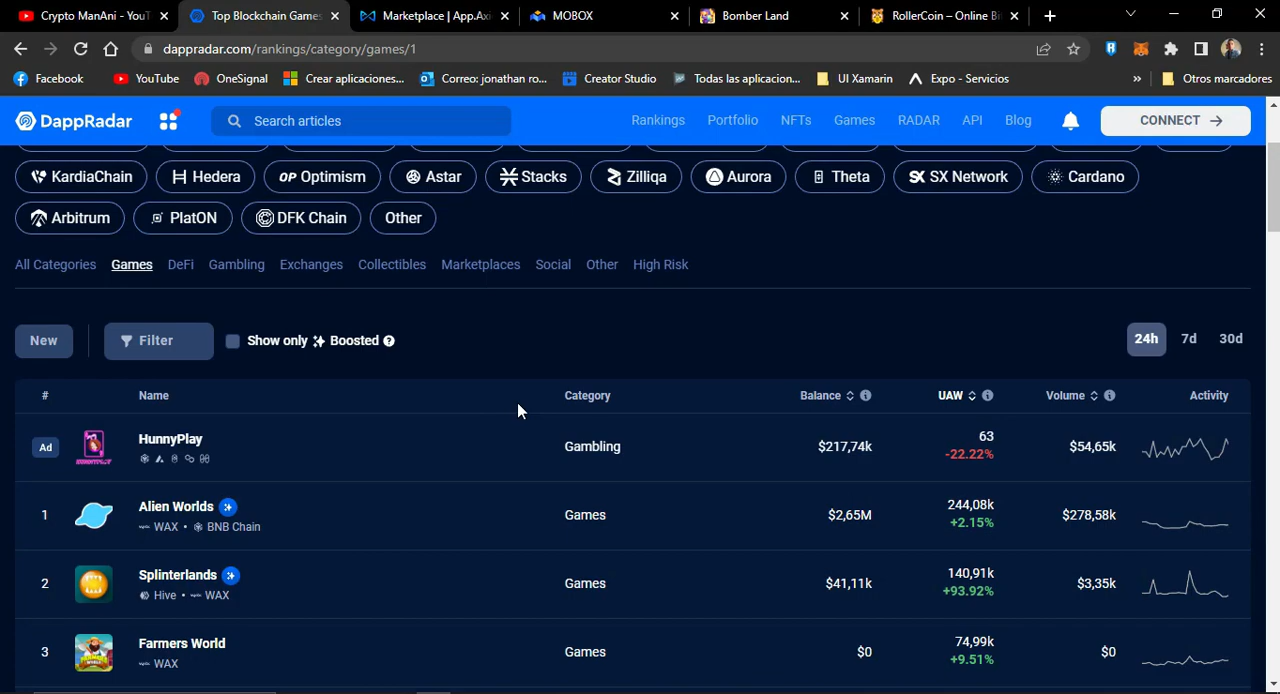 Crypto ManAni - YouT
Top Blockchain Games
Marketplace | App.Axi
MOBOX
Bomber Land
RollerCoin – Online Bi
dappradar.com/rankings/category/games/1
Facebook
YouTube
OneSignal
Crear aplicaciones...
Correo: jonathan ro...
Creator Studio
Todas las aplicacion...
UI Xamarin
Expo - Servicios
»
Otros marcadores
DappRadar
Search articles
Rankings
Portfolio
NFTs
Games
RADAR
API
Blog
CONNECT →
KardiaChain
Hedera
OP Optimism
Astar
Stacks
Zilliqa
Aurora
Theta
SX Network
Cardano
Arbitrum
PlatON
DFK Chain
Other
All Categories
Games
DeFi
Gambling
Exchanges
Collectibles
Marketplaces
Social
Other
High Risk
New
Filter
Show only Boosted
24h
7d
30d
# Name Category Balance UAW Volume Activity
Ad
HunnyPlay
Gambling
$217,74k
63
-22.22%
$54,65k
1
Alien Worlds
WAX • BNB Chain
Games
$2,65M
244,08k
+2.15%
$278,58k
2
Splinterlands
Hive • WAX
Games
$41,11k
140,91k
+93.92%
$3,35k
3
Farmers World
WAX
Games
$0
74,99k
+9.51%
$0